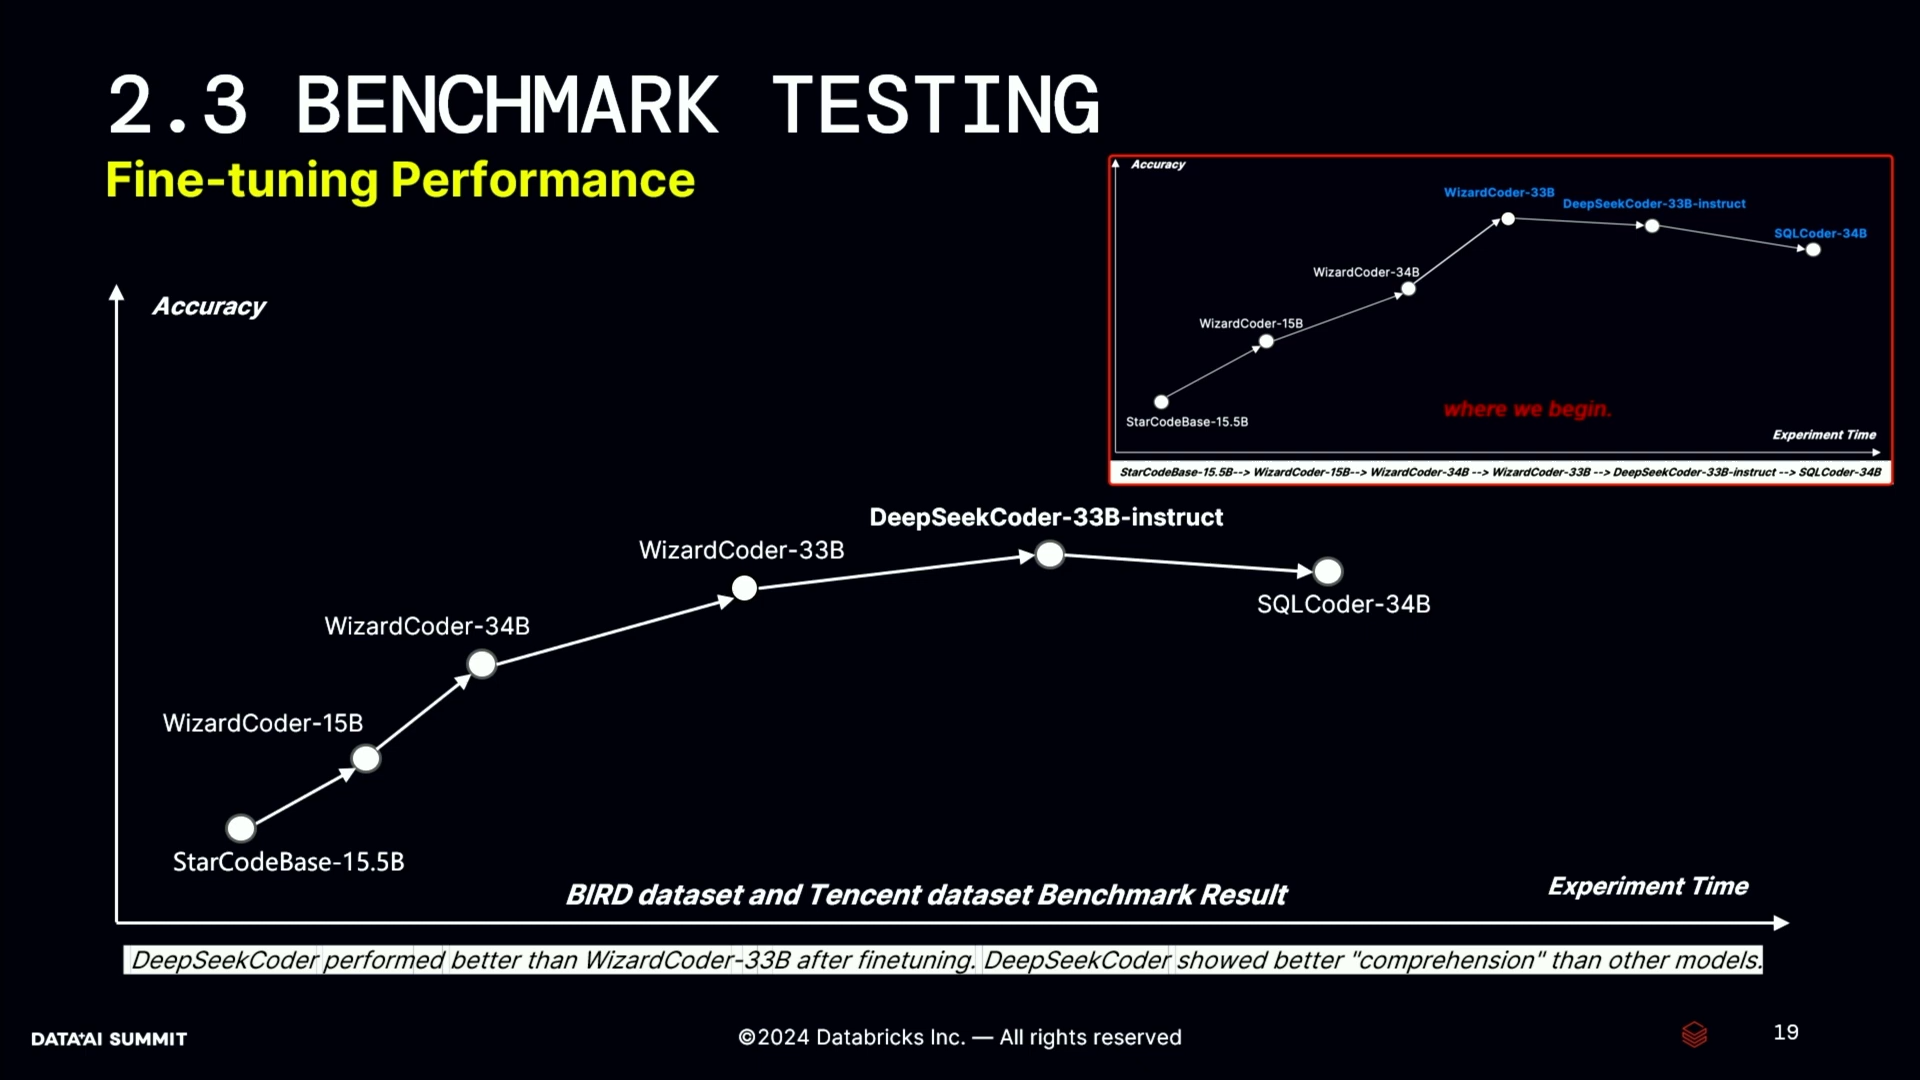 2.3 BENCHMARK TESTING
Fine-tuning Performance
Accuracy
WizardCoder-33B
DeepSeekCoder-33B-instruct
SQLCoder-34B
WizardCoder-34B
WizardCoder-15B
StarCodeBase-15.5B
where we begin.
Experiment Time
StarCodeBase-15.5B--> WizardCoder-15B--> WizardCoder-34B --> WizardCoder-33B --> DeepSeekCoder-33B-instruct --> SQLCoder-34B
Accuracy
DeepSeekCoder-33B-instruct
WizardCoder-33B
SQLCoder-34B
WizardCoder-34B
WizardCoder-15B
StarCodeBase-15.5B
BIRD dataset and Tencent dataset Benchmark Result
Experiment Time
DeepSeekCoder performed better than WizardCoder-33B after finetuning. DeepSeekCoder showed better "comprehension" than other models.
DATA+AI SUMMIT
©2024 Databricks Inc. — All rights reserved
19